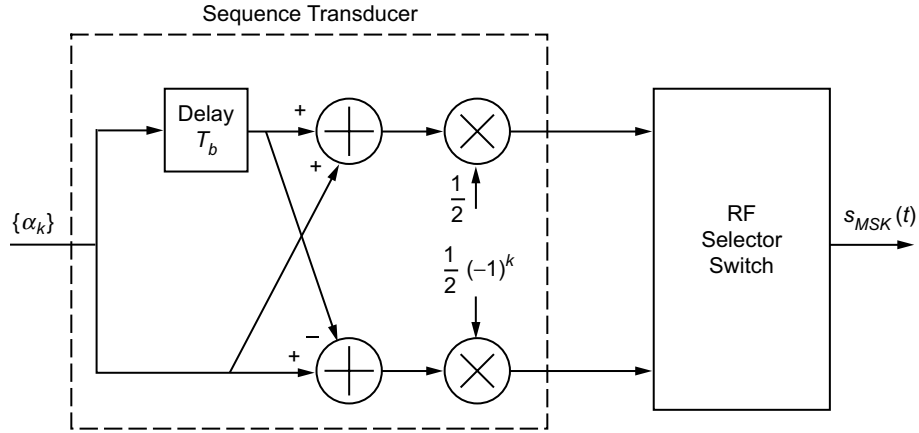 Sequence Transducer
Delay
T_b
+
+
{α_k}
1/2
RF
Selector
Switch
s_MSK(t)
1/2 (–1)^k
–
+